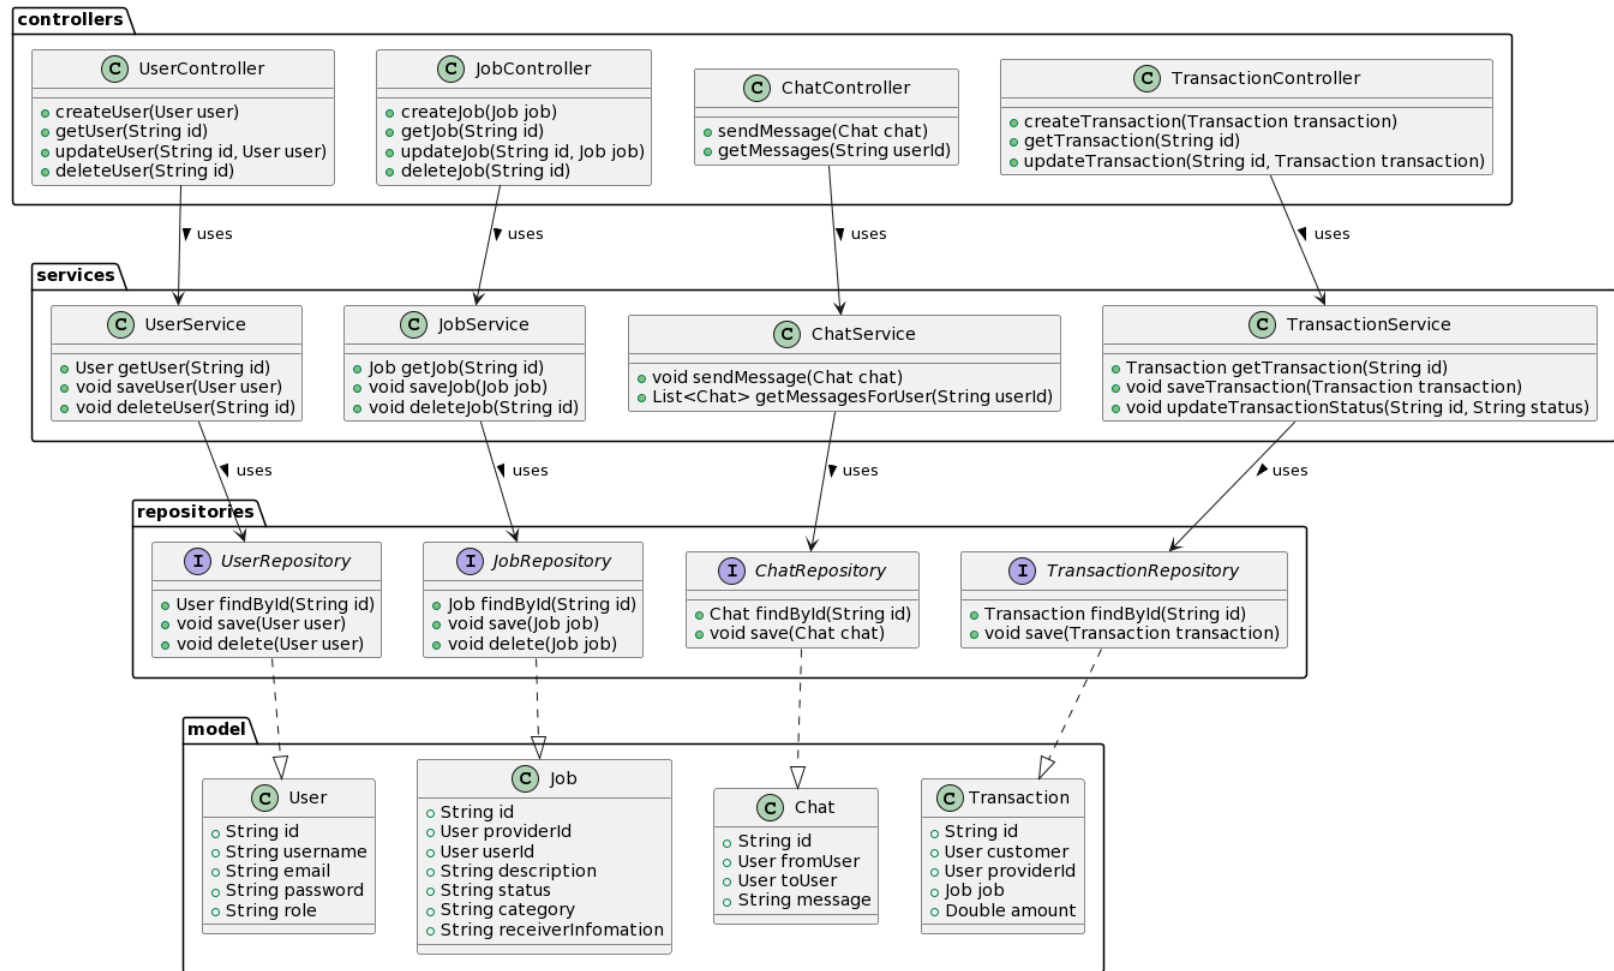 controllers
C UserController
createUser(User user)
getUser(String id)
updateUser(String id, User user)
deleteUser(String id)
C JobController
createJob(Job job)
getJob(String id)
updateJob(String id, Job job)
deleteJob(String id)
C ChatController
sendMessage(Chat chat)
getMessages(String userId)
C TransactionController
createTransaction(Transaction transaction)
getTransaction(String id)
updateTransaction(String id, Transaction transaction)
uses
uses
uses
uses
services
C UserService
User getUser(String id)
void saveUser(User user)
void deleteUser(String id)
C JobService
Job getJob(String id)
void saveJob(Job job)
void deleteJob(String id)
C ChatService
void sendMessage(Chat chat)
List<Chat> getMessagesForUser(String userId)
C TransactionService
Transaction getTransaction(String id)
void saveTransaction(Transaction transaction)
void updateTransactionStatus(String id, String status)
uses
uses
uses
uses
repositories
I UserRepository
User findById(String id)
void save(User user)
void delete(User user)
I JobRepository
Job findById(String id)
void save(Job job)
void delete(Job job)
I ChatRepository
Chat findById(String id)
void save(Chat chat)
I TransactionRepository
Transaction findById(String id)
void save(Transaction transaction)
model
C User
String id
String username
String email
String password
String role
C Job
String id
User providerId
User userId
String description
String status
String category
String receiverInfomation
C Chat
String id
User fromUser
User toUser
String message
C Transaction
String id
User customer
User providerId
Job job
Double amount